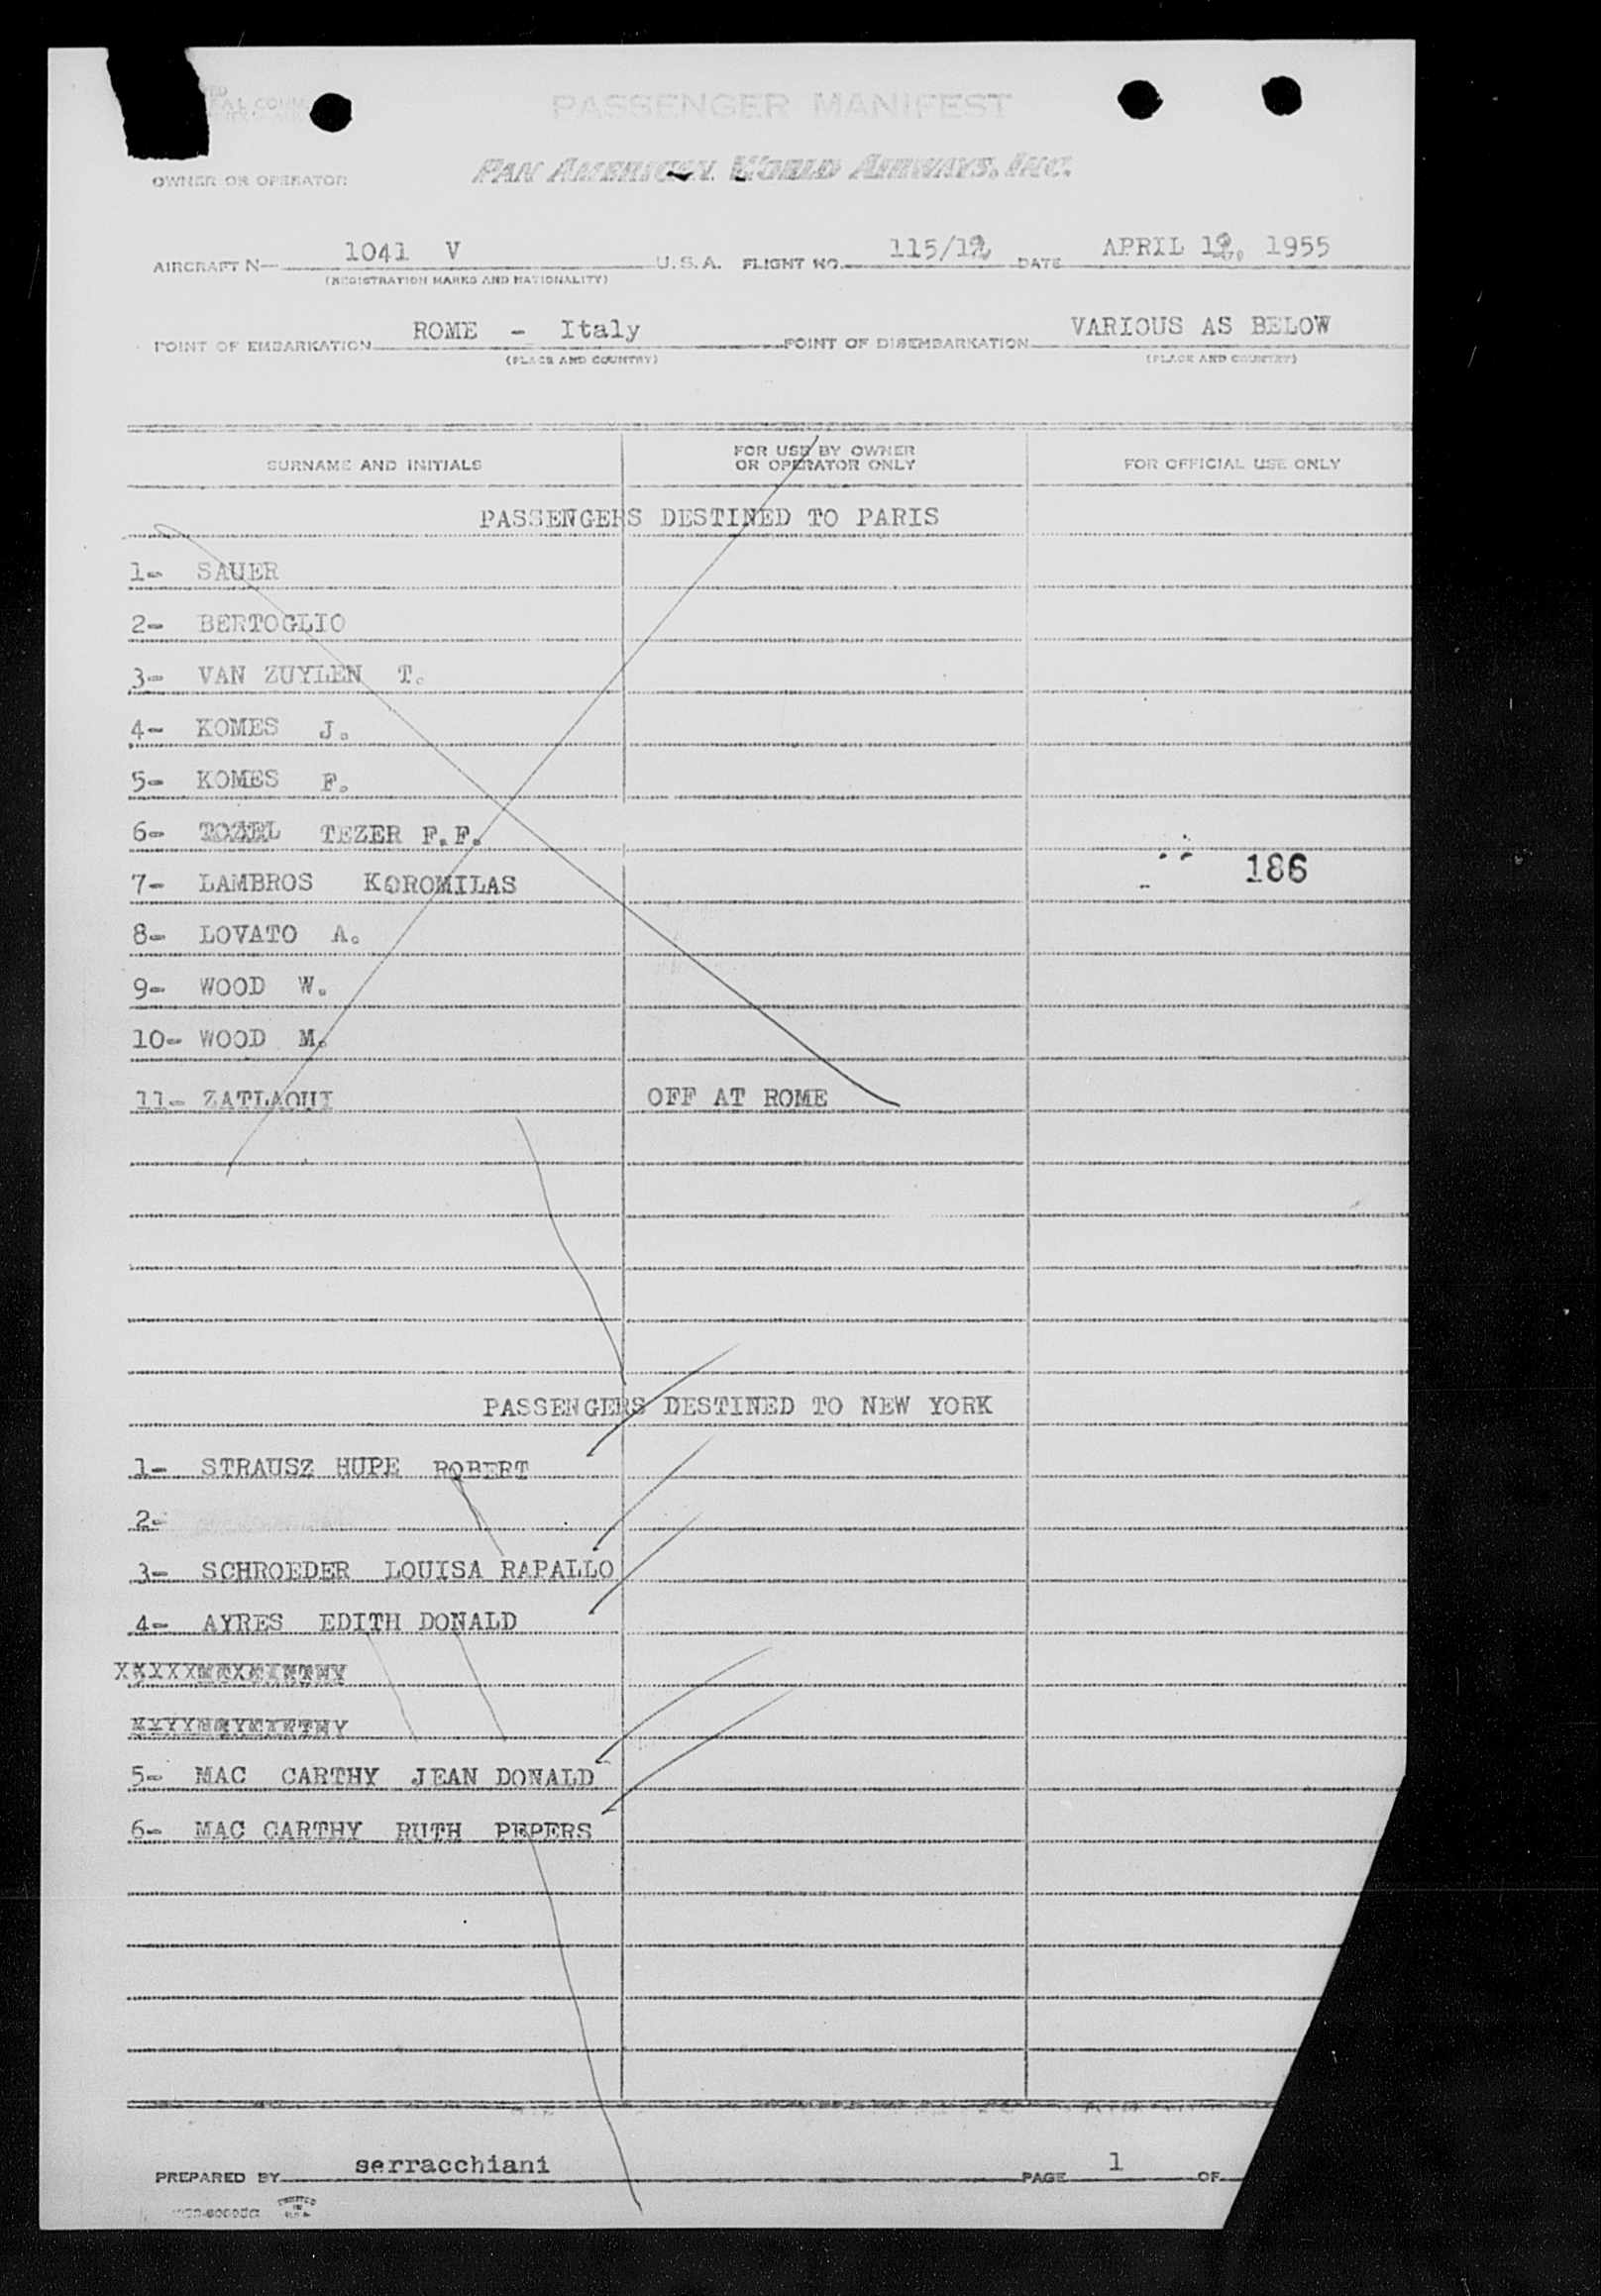 PASSENGER MANIFEST
OWNER OR OPERATOR PAN AMERICAN WORLD AIRWAYS, INC.
AIRCRAFT N— 1041 V U.S.A. FLIGHT NO. 115/12 DATE APRIL 1955
(REGISTRATION MARKS AND NATIONALITY)
POINT OF EMBARKATION ROME - Italy POINT OF DISEMBARKATION VARIOUS AS BELOW
(PLACE AND COUNTRY) (PLACE AND COUNTRY)
SURNAME AND INITIALS FOR USE BY OWNER OR OPERATOR ONLY FOR OFFICIAL USE ONLY
PASSENGERS DESTINED TO PARIS
1- SAUER
2- BERTOGLIO
3- VAN ZUYLEN T.
4- KOMES J.
5- KOMES F.
6- TEZER F.F.
7- LAMBROS KOROMILAS 186
8- LOVATO A.
9- WOOD W.
10- WOOD M.
11- ZATLAOUI OFF AT ROME
PASSENGERS DESTINED TO NEW YORK
1- STRAUSZ HUPE ROBERT
2-
3- SCHROEDER LOUISA RAPALLO
4- AYRES EDITH DONALD
5- MAC CARTHY JEAN DONALD
6- MAC CARTHY RUTH PEPERS
PREPARED BY serracchiani PAGE 1 OF
PRINTED IN U.S.A.